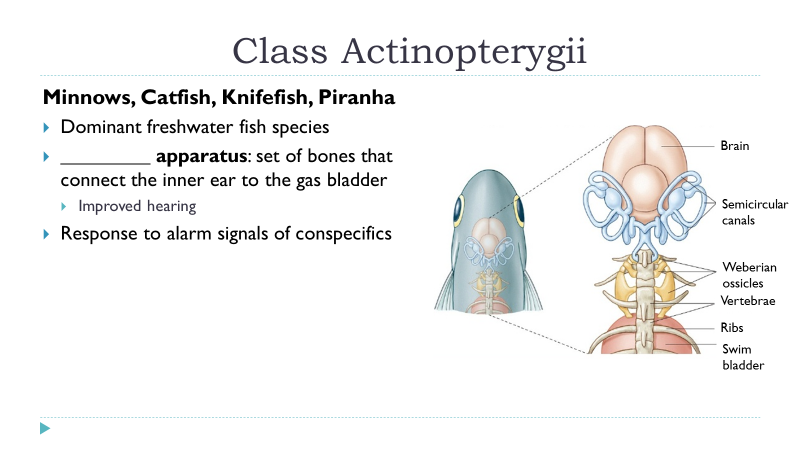 Class Actinopterygii
Minnows, Catfish, Knifefish, Piranha
Dominant freshwater fish species
_________ apparatus: set of bones that
connect the inner ear to the gas bladder
Improved hearing
Response to alarm signals of conspecifics
Brain
Semicircular
canals
Weberian
ossicles
Vertebrae
Ribs
Swim
bladder